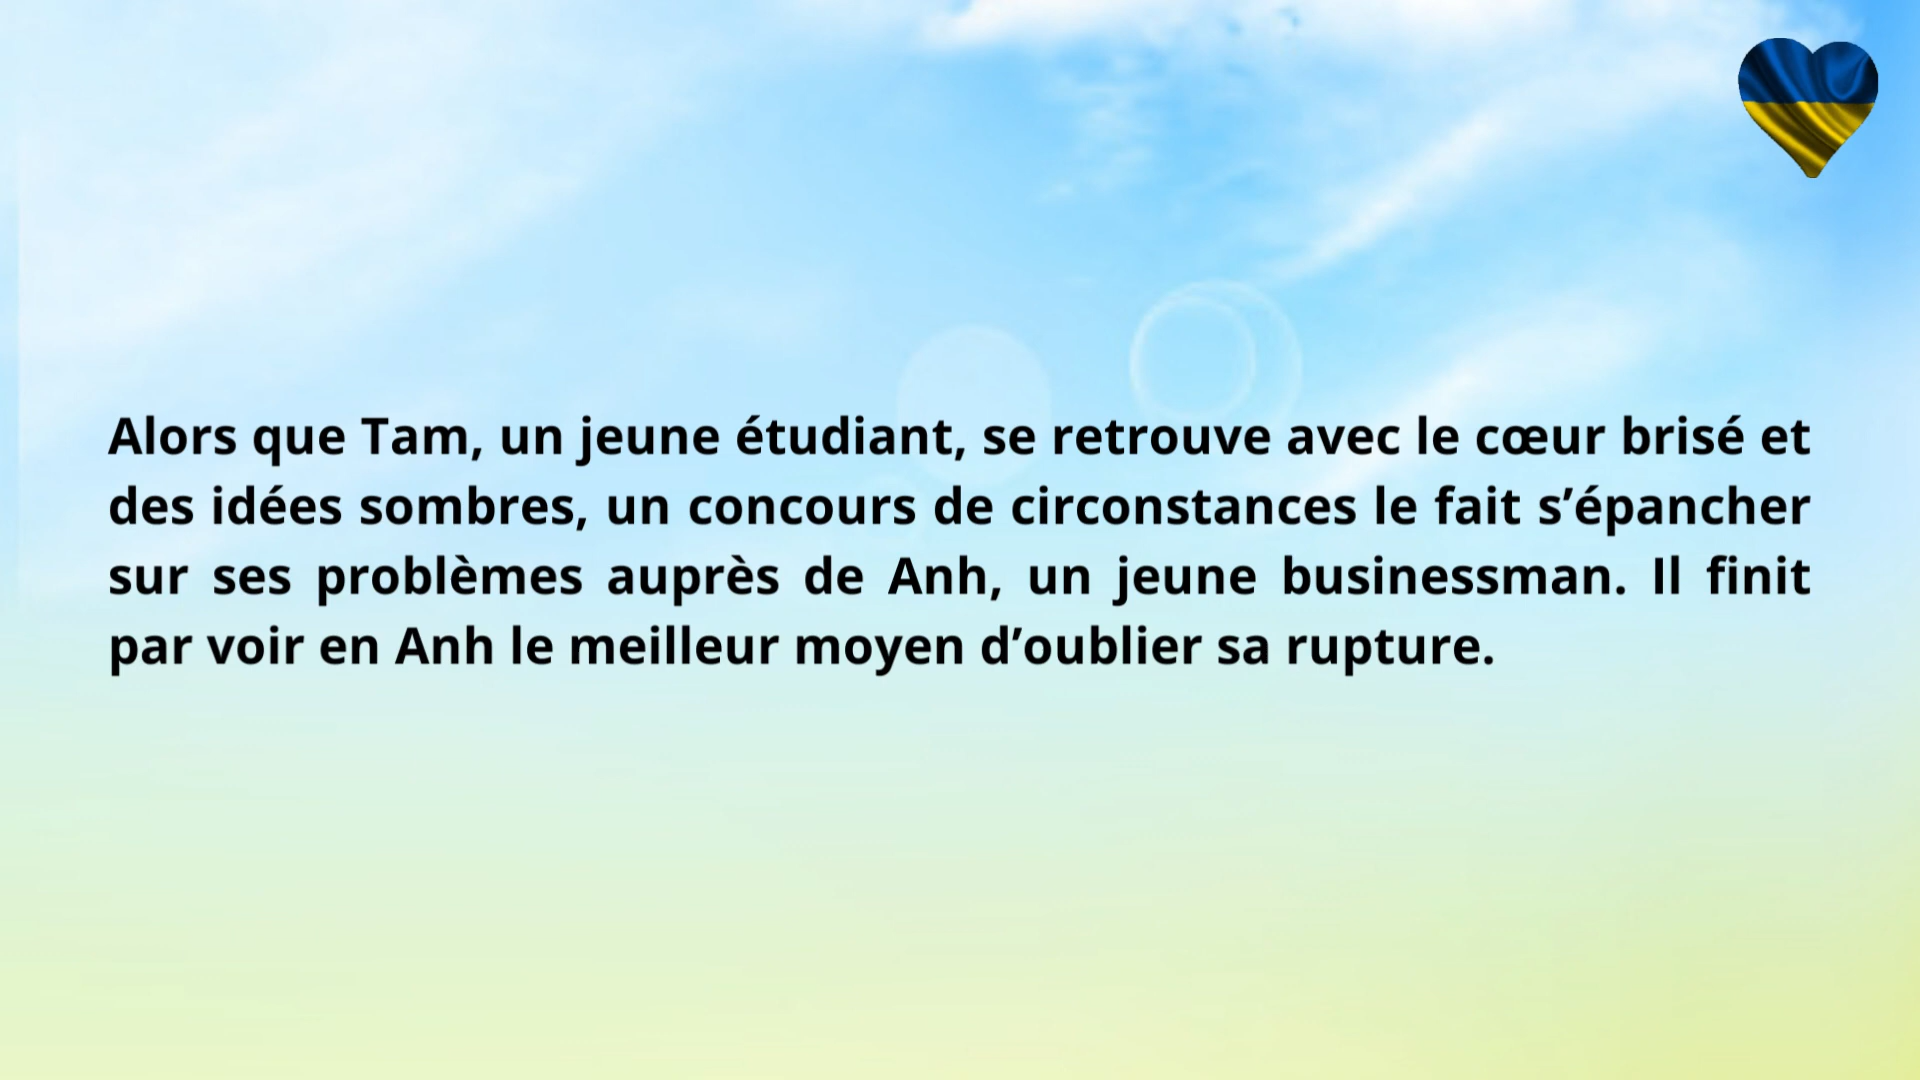 Alors que Tam, un jeune étudiant, se retrouve avec le cœur brisé et
des idées sombres, un concours de circonstances le fait s’épancher
sur ses problèmes auprès de Anh, un jeune businessman. Il finit
par voir en Anh le meilleur moyen d’oublier sa rupture.